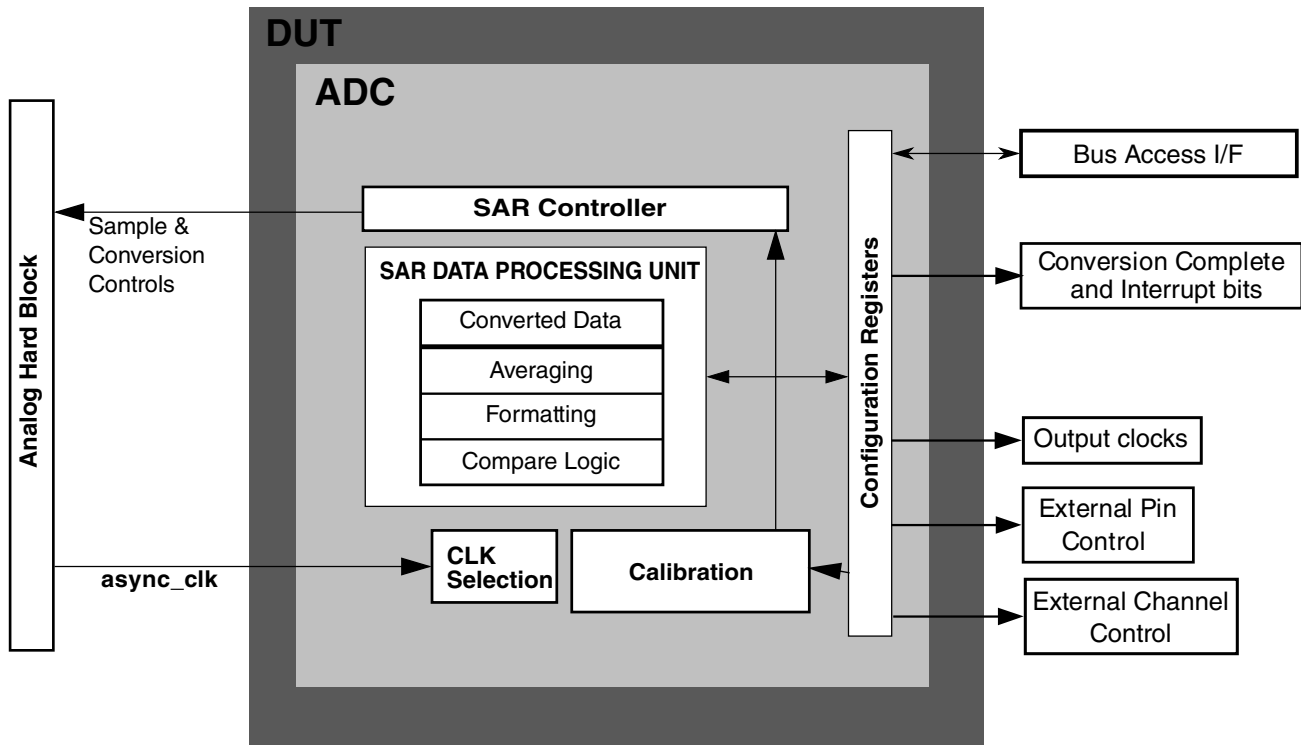 DUT
ADC
Analog Hard Block
Sample &
Conversion
Controls
SAR Controller
SAR DATA PROCESSING UNIT
Converted Data
Averaging
Formatting
Compare Logic
async_clk
CLK
Selection
Calibration
Configuration Registers
Bus Access I/F
Conversion Complete
and Interrupt bits
Output clocks
External Pin
Control
External Channel
Control